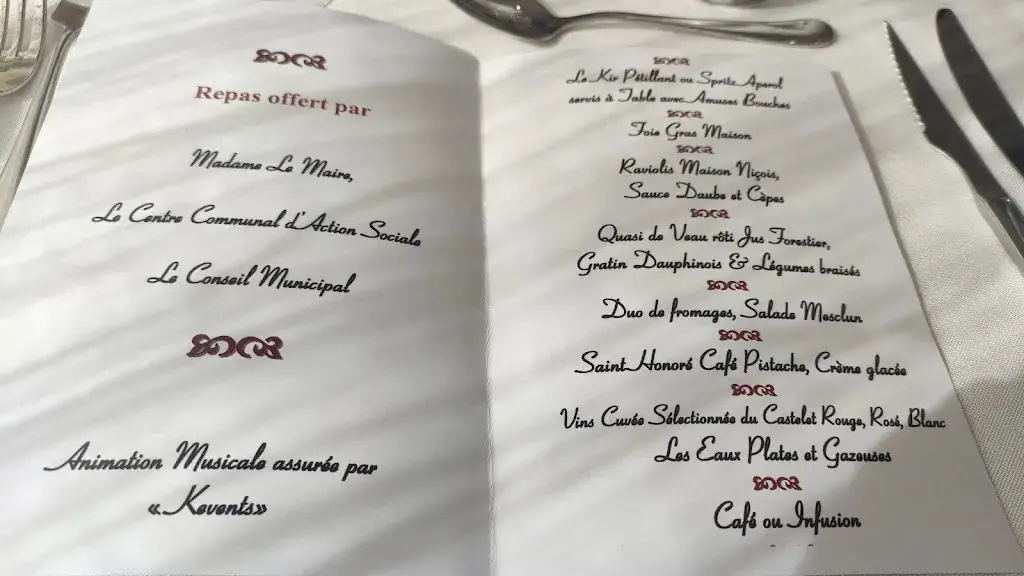 Repas offert par
Madame Le Maire,
Le Centre Communal d'Action Sociale
Le Conseil Municipal
Animation Musicale assurée par
«Kevents»
Le Kir Pétillant ou Spritz Aperol
servis à Table avec Amuses Bouches
Foie Gras Maison
Raviolis Maison Niçois,
Sauce Daube et Cèpes
Quasi de Veau rôti Jus Forestier,
Gratin Dauphinois & Légumes braisés
Duo de fromages, Salade Mesclun
Saint Honoré Café Pistache, Crème glacée
Vins Cuvée Sélectionnée du Castelet Rouge, Rosé, Blanc
Les Eaux Plates et Gazeuses
Café ou Infusion